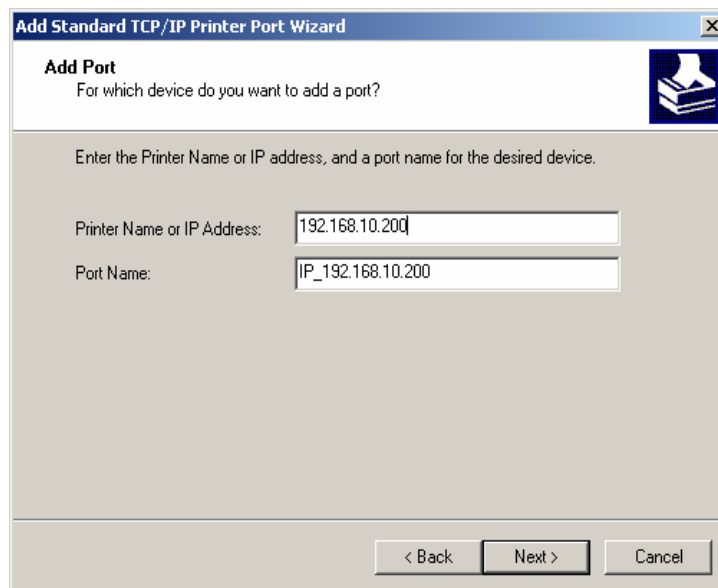 Add Standard TCP/IP Printer Port Wizard
Add Port
For which device do you want to add a port?
Enter the Printer Name or IP address, and a port name for the desired device.
Printer Name or IP Address: 192.168.10.200
Port Name: IP_192.168.10.200
< Back Next > Cancel